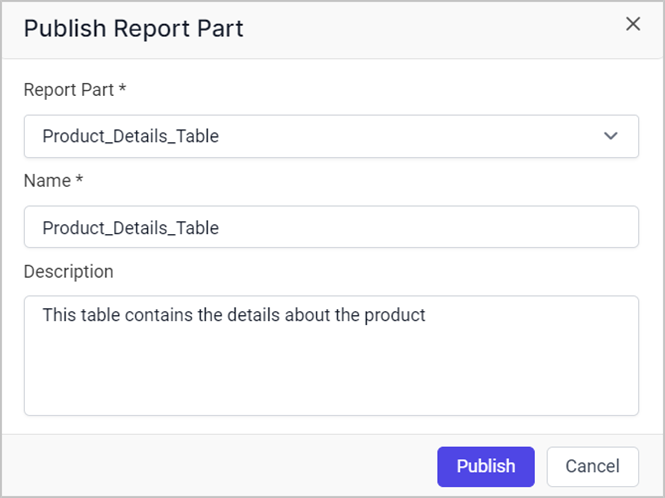 Publish Report Part
Report Part *
Product_Details_Table
Name *
Product_Details_Table
Description
This table contains the details about the product
Publish
Cancel